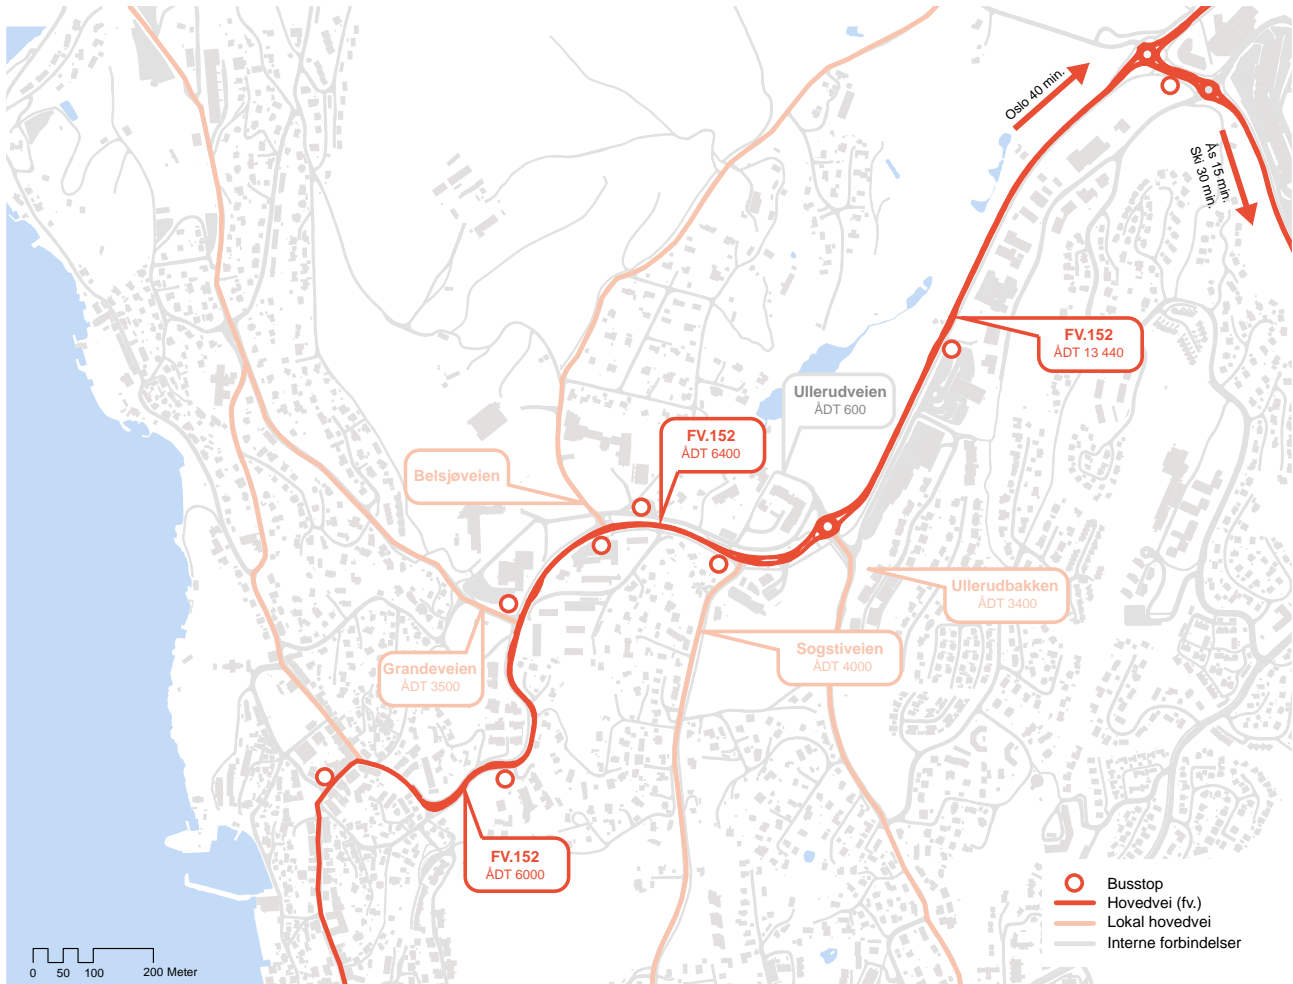 Oslo 40 min.
Ås 15 min.
Ski 30 min.
FV.152
ÅDT 13 440
Ullerudveien
ÅDT 600
FV.152
ÅDT 6400
Belsjøveien
Ullerudbakken
ÅDT 3400
Sogstiveien
ÅDT 4000
Grandeveien
ÅDT 3500
FV.152
ÅDT 6000
Busstop
Hovedvei (fv.)
Lokal hovedvei
Interne forbindelser
0 50 100 200 Meter